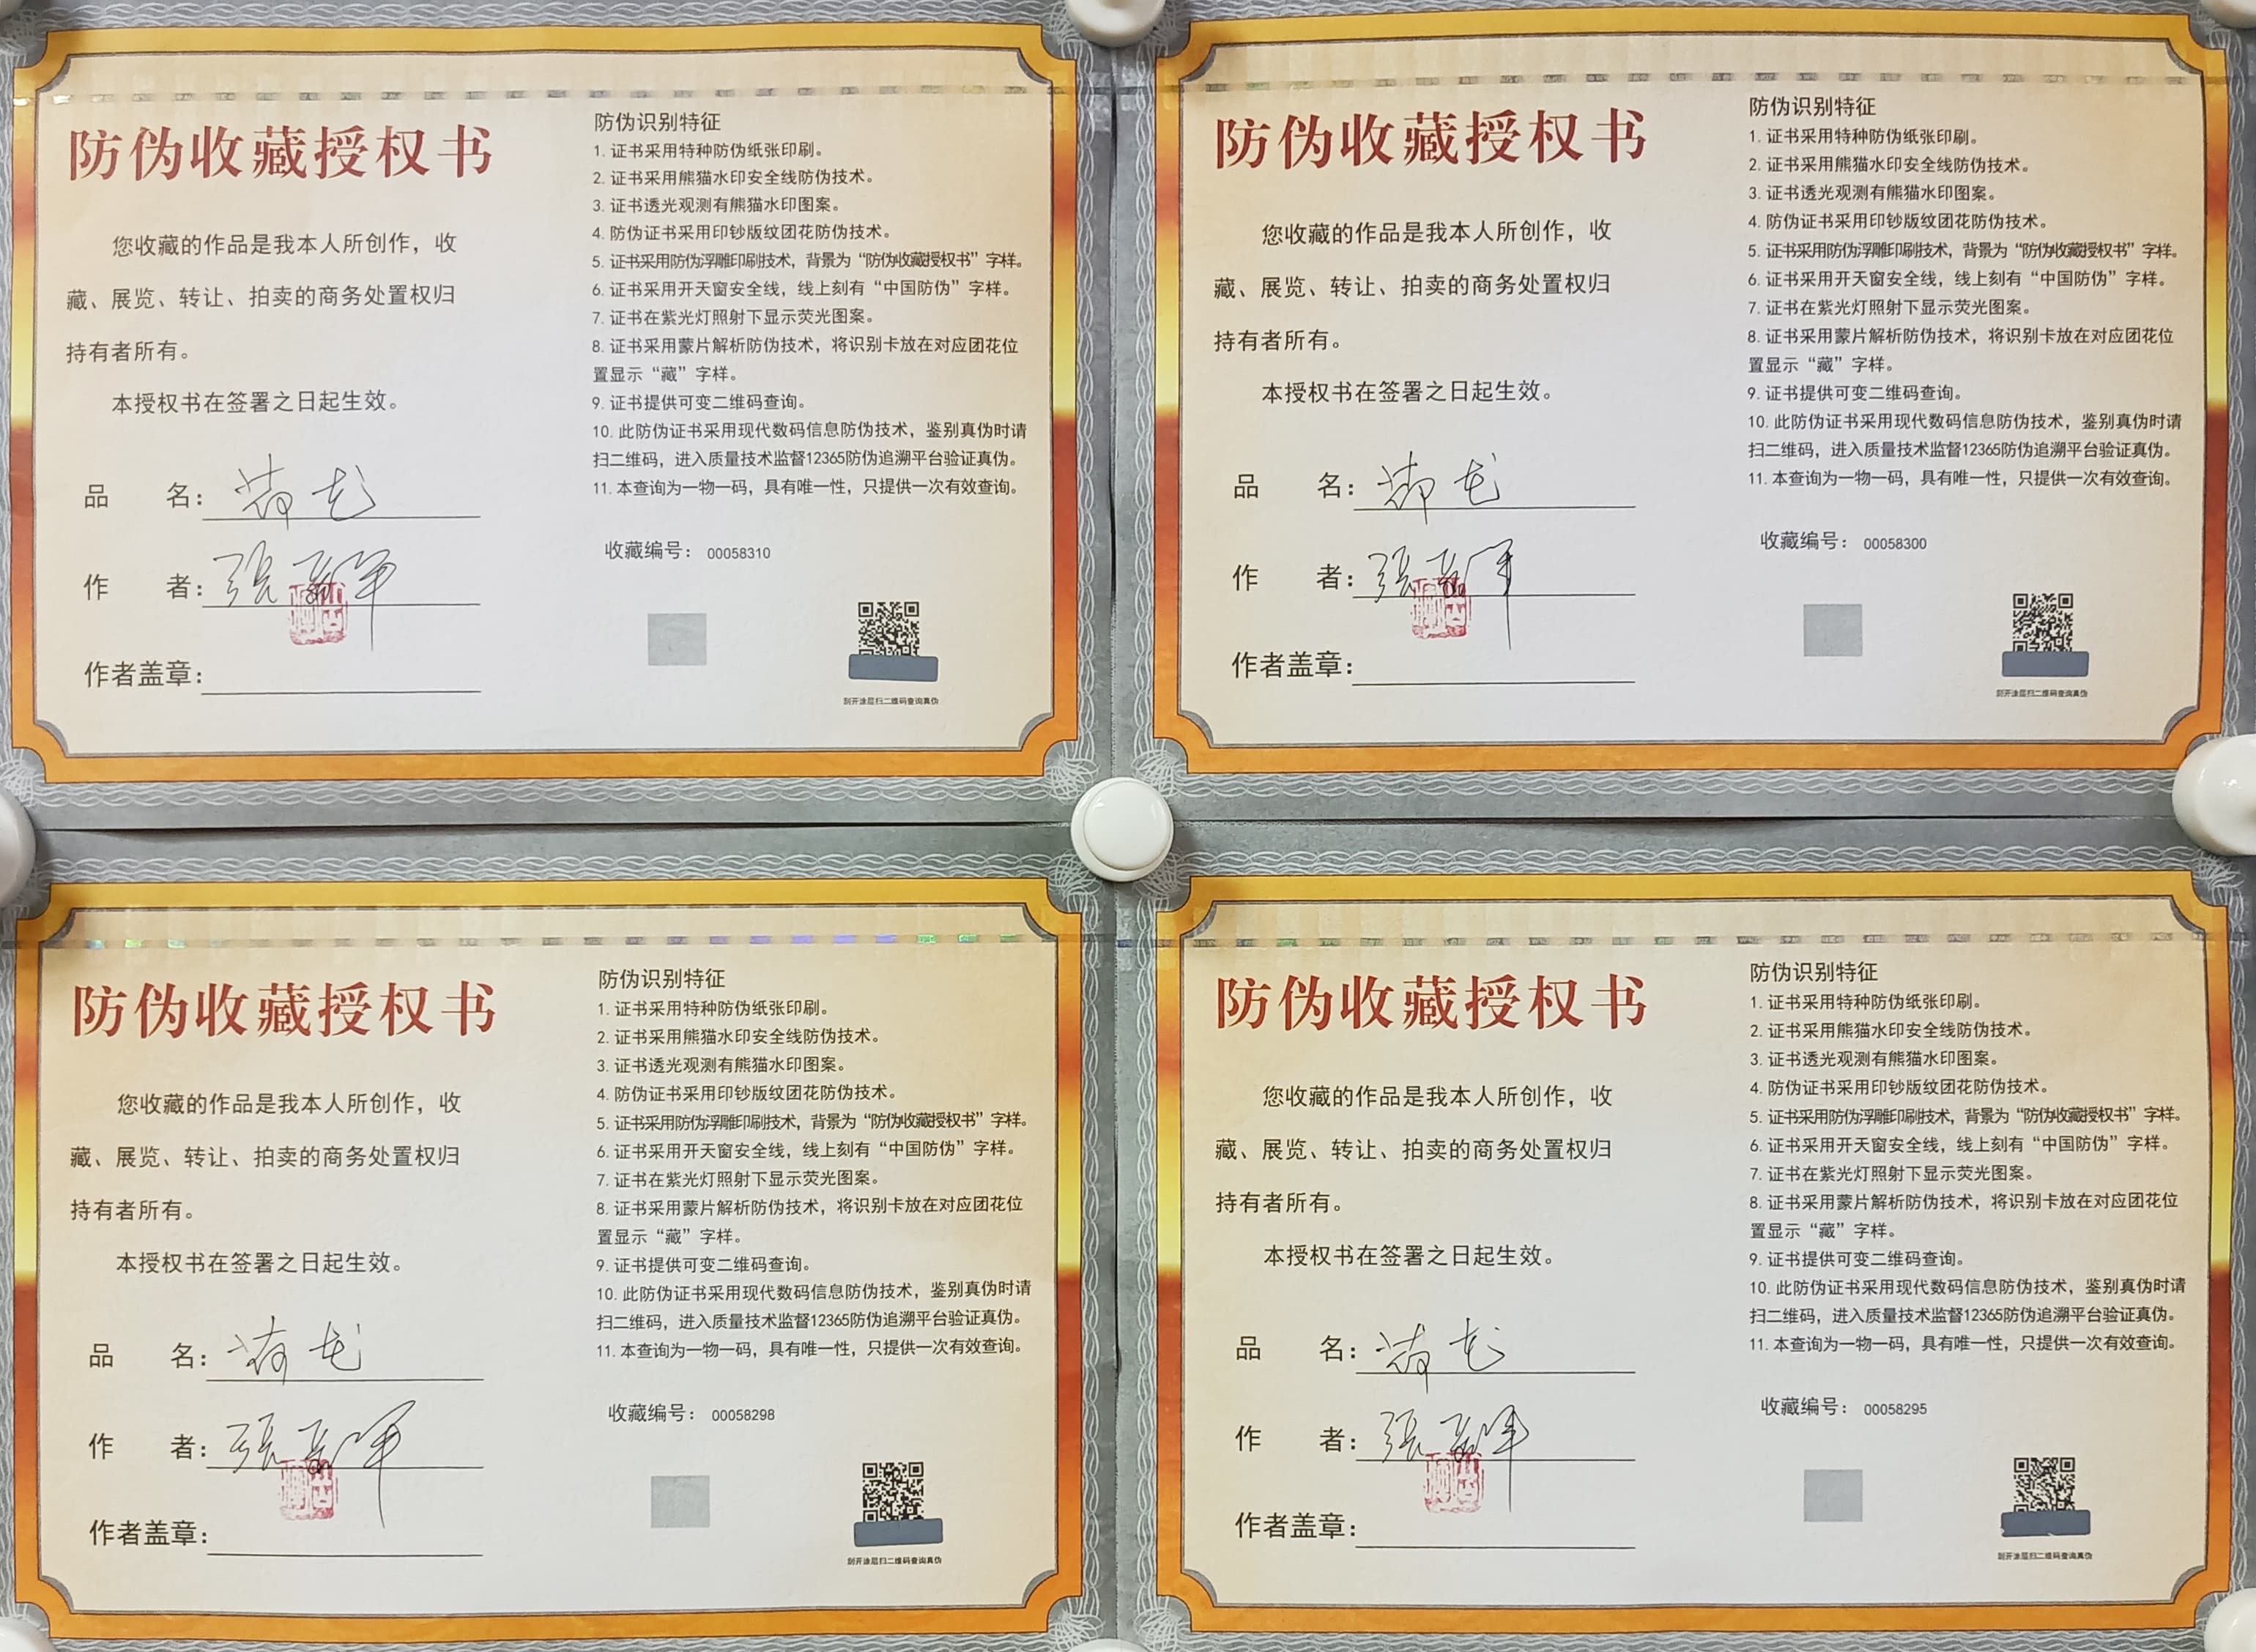 防伪收藏授权书
您收藏的作品是我本人所创作，收
藏、展览、转让、拍卖的商务处置权归
持有者所有。
本授权书在签署之日起生效。
品 名：
作 者：張
作者盖章：
防伪识别特征
1. 证书采用特种防伪纸张印刷。
2. 证书采用熊猫水印安全线防伪技术。
3. 证书透光观测有熊猫水印图案。
4. 防伪证书采用印钞版纹团花防伪技术。
5. 证书采用防伪浮雕印刷技术，背景为“防伪收藏授权书”字样。
6. 证书采用开天窗安全线，线上刻有“中国防伪”字样。
7. 证书在紫光灯照射下显示荧光图案。
8. 证书采用蒙片解析防伪技术，将识别卡放在对应团花位
置显示“藏”字样。
9. 证书提供可变二维码查询。
10. 此防伪证书采用现代数码信息防伪技术，鉴别真伪时请
扫二维码，进入质量技术监督12365防伪追溯平台验证真伪。
11. 本查询为一物一码，具有唯一性，只提供一次有效查询。
收藏编号：00058310
刮开涂层扫二维码查询真伪
防伪收藏授权书
您收藏的作品是我本人所创作，收
藏、展览、转让、拍卖的商务处置权归
持有者所有。
本授权书在签署之日起生效。
品 名：
作 者：張
作者盖章：
防伪识别特征
1. 证书采用特种防伪纸张印刷。
2. 证书采用熊猫水印安全线防伪技术。
3. 证书透光观测有熊猫水印图案。
4. 防伪证书采用印钞版纹团花防伪技术。
5. 证书采用防伪浮雕印刷技术，背景为“防伪收藏授权书”字样。
6. 证书采用开天窗安全线，线上刻有“中国防伪”字样。
7. 证书在紫光灯照射下显示荧光图案。
8. 证书采用蒙片解析防伪技术，将识别卡放在对应团花位
置显示“藏”字样。
9. 证书提供可变二维码查询。
10. 此防伪证书采用现代数码信息防伪技术，鉴别真伪时请
扫二维码，进入质量技术监督12365防伪追溯平台验证真伪。
11. 本查询为一物一码，具有唯一性，只提供一次有效查询。
收藏编号：00058300
刮开涂层扫二维码查询真伪
防伪收藏授权书
您收藏的作品是我本人所创作，收
藏、展览、转让、拍卖的商务处置权归
持有者所有。
本授权书在签署之日起生效。
品 名：
作 者：張
作者盖章：
防伪识别特征
1. 证书采用特种防伪纸张印刷。
2. 证书采用熊猫水印安全线防伪技术。
3. 证书透光观测有熊猫水印图案。
4. 防伪证书采用印钞版纹团花防伪技术。
5. 证书采用防伪浮雕印刷技术，背景为“防伪收藏授权书”字样。
6. 证书采用开天窗安全线，线上刻有“中国防伪”字样。
7. 证书在紫光灯照射下显示荧光图案。
8. 证书采用蒙片解析防伪技术，将识别卡放在对应团花位
置显示“藏”字样。
9. 证书提供可变二维码查询。
10. 此防伪证书采用现代数码信息防伪技术，鉴别真伪时请
扫二维码，进入质量技术监督12365防伪追溯平台验证真伪。
11. 本查询为一物一码，具有唯一性，只提供一次有效查询。
收藏编号：00058298
刮开涂层扫二维码查询真伪
防伪收藏授权书
您收藏的作品是我本人所创作，收
藏、展览、转让、拍卖的商务处置权归
持有者所有。
本授权书在签署之日起生效。
品 名：
作 者：張
作者盖章：
防伪识别特征
1. 证书采用特种防伪纸张印刷。
2. 证书采用熊猫水印安全线防伪技术。
3. 证书透光观测有熊猫水印图案。
4. 防伪证书采用印钞版纹团花防伪技术。
5. 证书采用防伪浮雕印刷技术，背景为“防伪收藏授权书”字样。
6. 证书采用开天窗安全线，线上刻有“中国防伪”字样。
7. 证书在紫光灯照射下显示荧光图案。
8. 证书采用蒙片解析防伪技术，将识别卡放在对应团花位
置显示“藏”字样。
9. 证书提供可变二维码查询。
10. 此防伪证书采用现代数码信息防伪技术，鉴别真伪时请
扫二维码，进入质量技术监督12365防伪追溯平台验证真伪。
11. 本查询为一物一码，具有唯一性，只提供一次有效查询。
收藏编号：00058295
刮开涂层扫二维码查询真伪